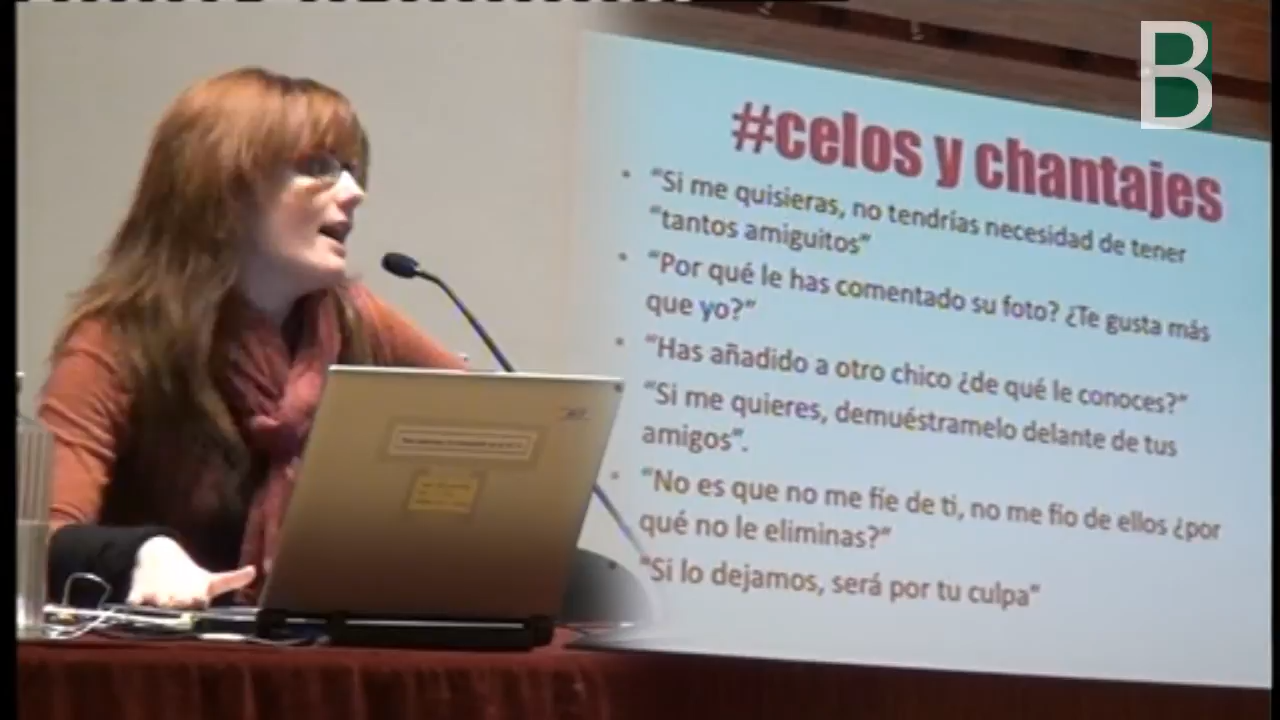 B
#celos y chantajes
• “Si me quisieras, no tendrías necesidad de tener
“tantos amiguitos”
• “Por qué le has comentado su foto? ¿Te gusta más
que yo?”
• “Has añadido a otro chico ¿de qué le conoces?”
• “Si me quieres, demuéstramelo delante de tus
amigos”.
• “No es que no me fíe de ti, no me fío de ellos ¿por
qué no le eliminas?”
• “Si lo dejamos, será por tu culpa”